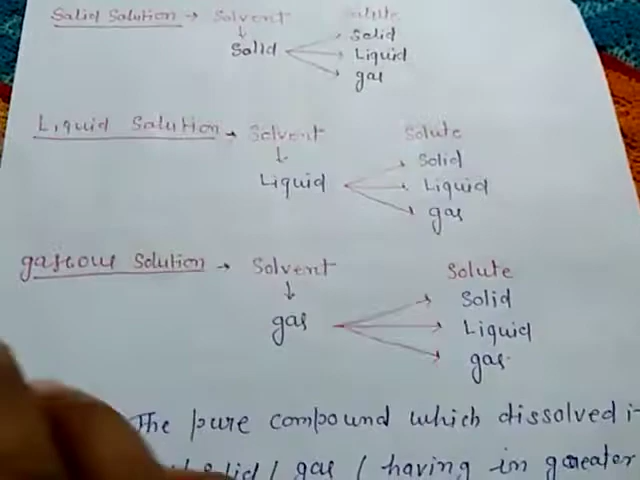 Solid Solution → Solvent Solute
↓
Solid Solid
Liquid
gas
Liquid Solution → Solvent Solute
↓
Liquid Solid
Liquid
gas
gaseous Solution → Solvent Solute
↓
gas Solid
Liquid
gas
The pure compound which dissolved
/ gas / having in greater